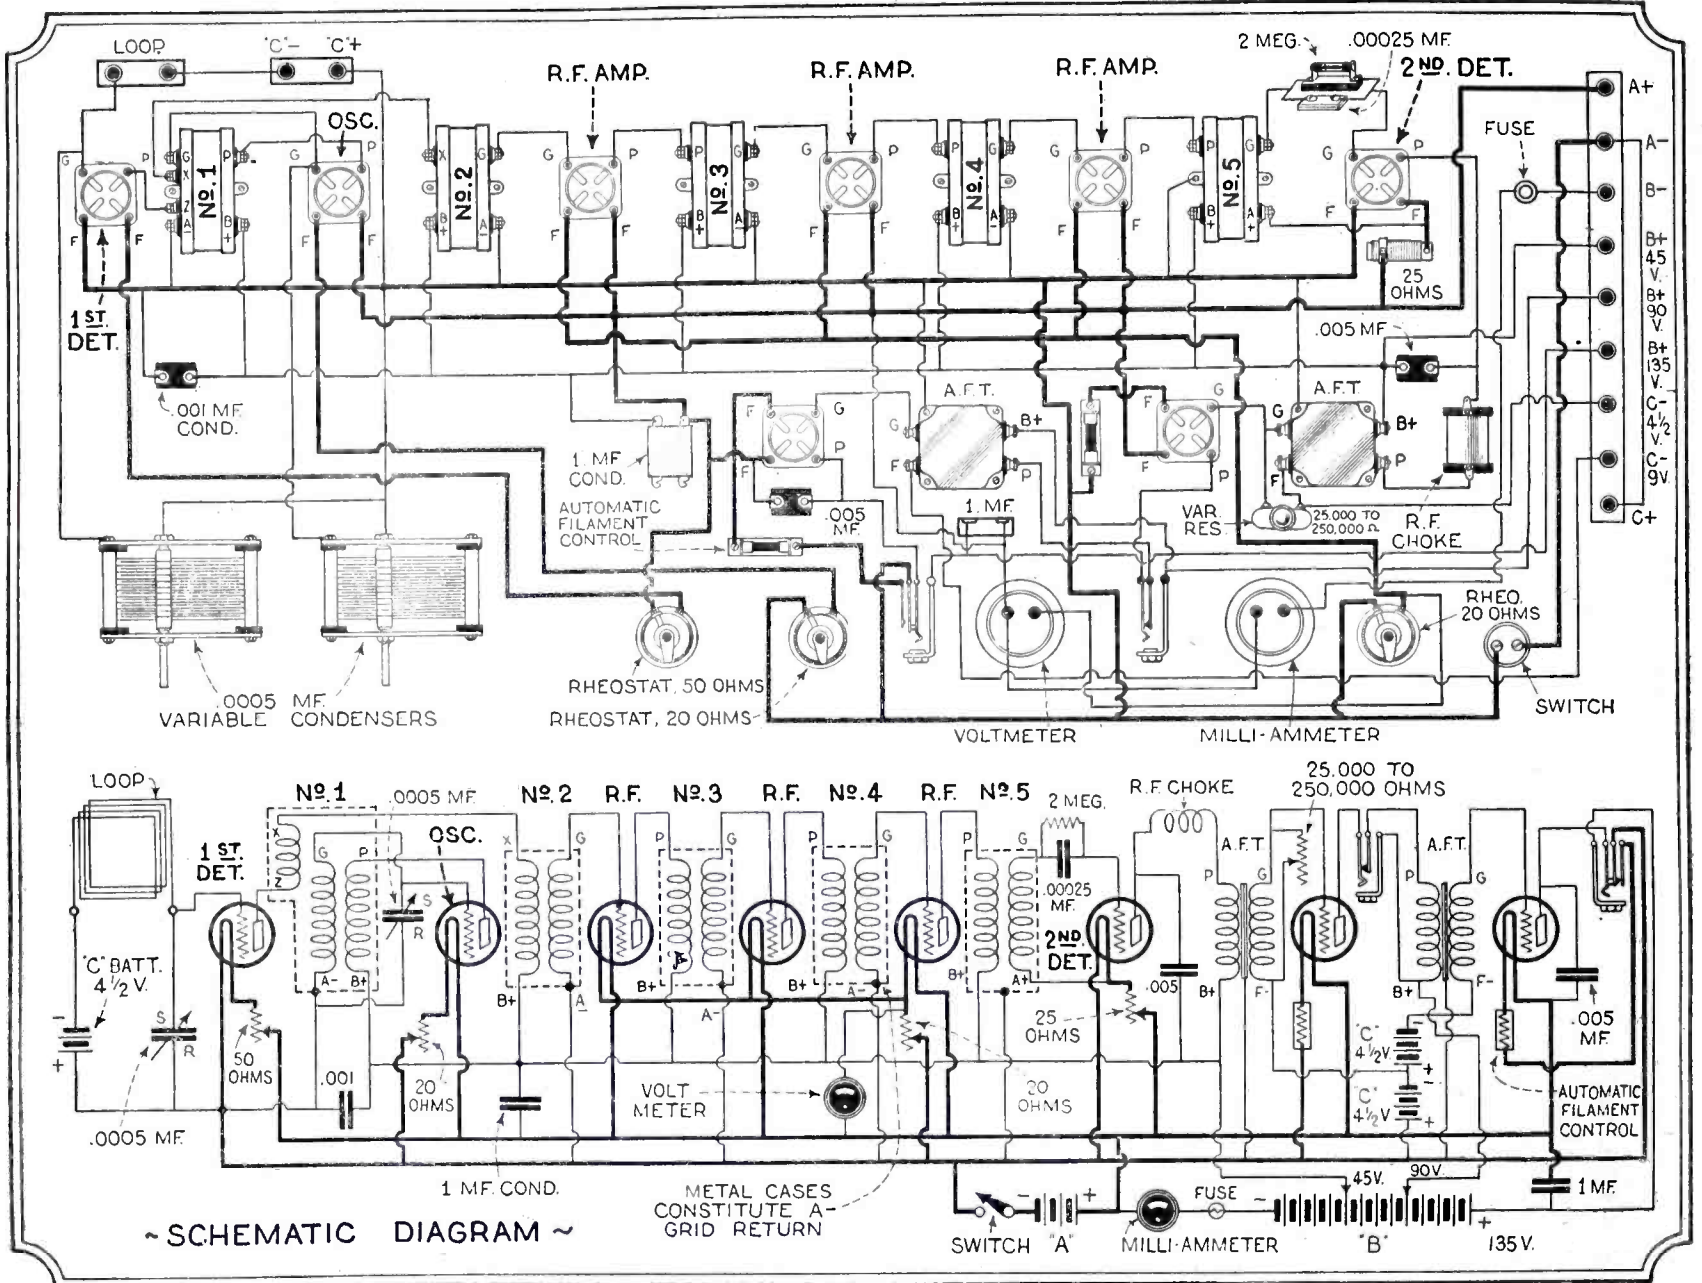 LOOP "C"- "C"+
R.F. AMP. R.F. AMP. R.F. AMP.
2 MEG. .00025 MF.
2ND. DET.
OSC.
FUSE
A+
A-
B-
B+
45
V.
B+
90
V.
B+
135
V.
C-
4½
V.
C-
9V.
C+
G P G X Z A P B+ Nº.1
G P F F
X B+ Nº.2 G A-
G P F F
P B+ Nº.3 G A-
G P F F
P B+ Nº.4 G A-
G P F F
P B+ Nº.5 G A+
G P F F
F F
1ST.
DET.
25
OHMS
.005 MF
.001 MF.
COND.
1. MF.
COND.
AUTOMATIC
FILAMENT
CONTROL
F G F P
.005
MF.
A.F.T.
G B+
F P
1. MF.
F G F P
A.F.T.
G B+
F P
VAR.
RES.
25.000 TO
250,000 Ω
R.F.
CHOKE
RHEO.
20 OHMS
SWITCH
.0005 MF.
VARIABLE CONDENSERS
RHEOSTAT, 50 OHMS
RHEOSTAT, 20 OHMS
VOLTMETER
MILLI-AMMETER
LOOP
Nº.1 .0005 MF. Nº.2 R.F. Nº.3 R.F. Nº.4 R.F. Nº.5
2 MEG.
R.F. CHOKE
25.000 TO
250,000 OHMS
1ST.
DET.
OSC.
X Z G P A- B+
S
R
X G B+ A-
P G B+ A-
P G B+ A-
P G B+ A+
.00025
MF.
2ND.
DET.
A.F.T.
P G B+ F-
A.F.T.
P G B+ F-
"C" BATT.
4½ V.
-
+
S
R
50
OHMS
.001
20
OHMS
VOLT
METER
20
OHMS
25
OHMS
.005
"C"
4½V.
"C"
4½V
.005
MF.
AUTOMATIC
FILAMENT
CONTROL
.0005 MF.
1 MF. COND.
METAL CASES
CONSTITUTE A-
GRID RETURN
45V. 90V.
FUSE
1 MF.
- + - +
~SCHEMATIC DIAGRAM~
SWITCH "A" MILLI-AMMETER "B" 135V.